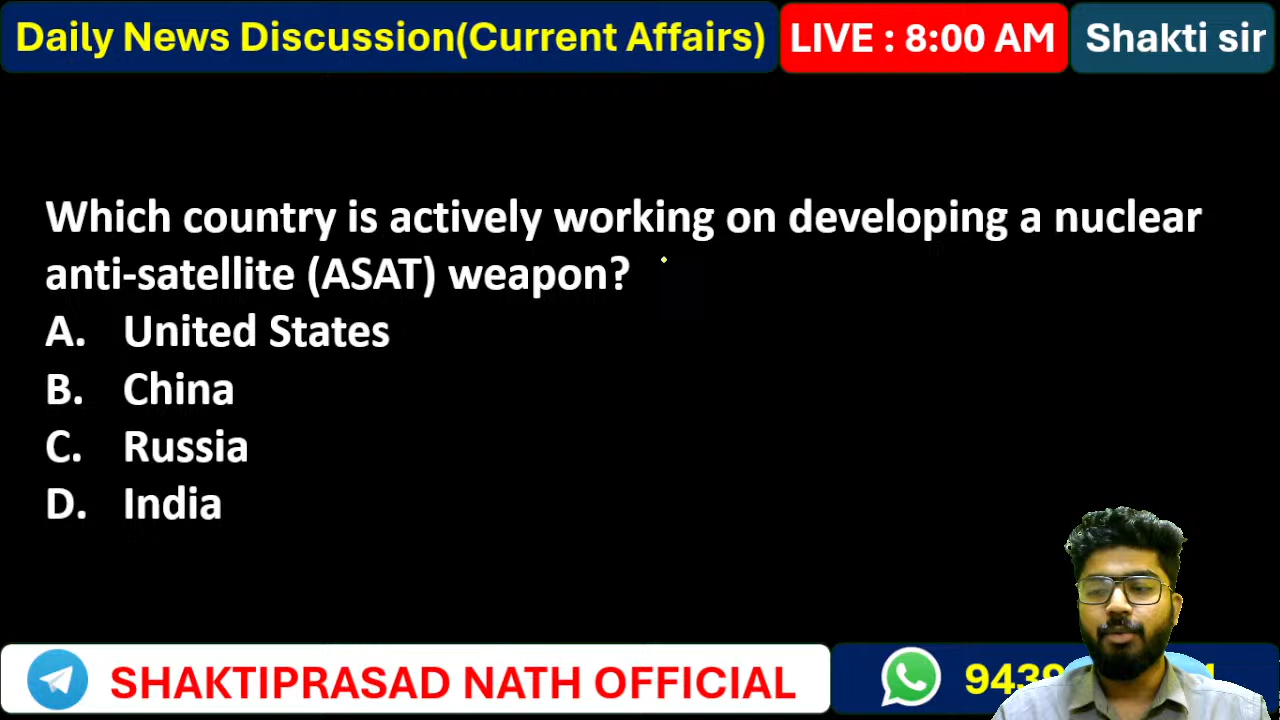 Daily News Discussion(Current Affairs) LIVE : 8:00 AM Shakti sir
Which country is actively working on developing a nuclear
anti-satellite (ASAT) weapon?
A. United States
B. China
C. Russia
D. India
SHAKTIPRASAD NATH OFFICIAL